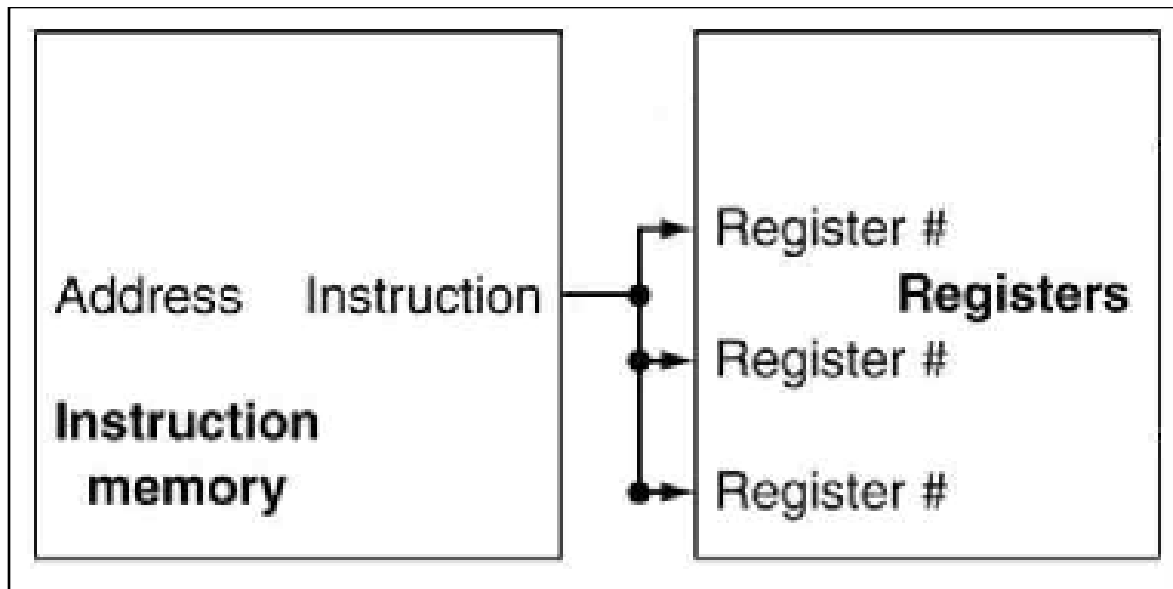 Register #
Address Instruction
Registers
Register #
Instruction
memory
Register #